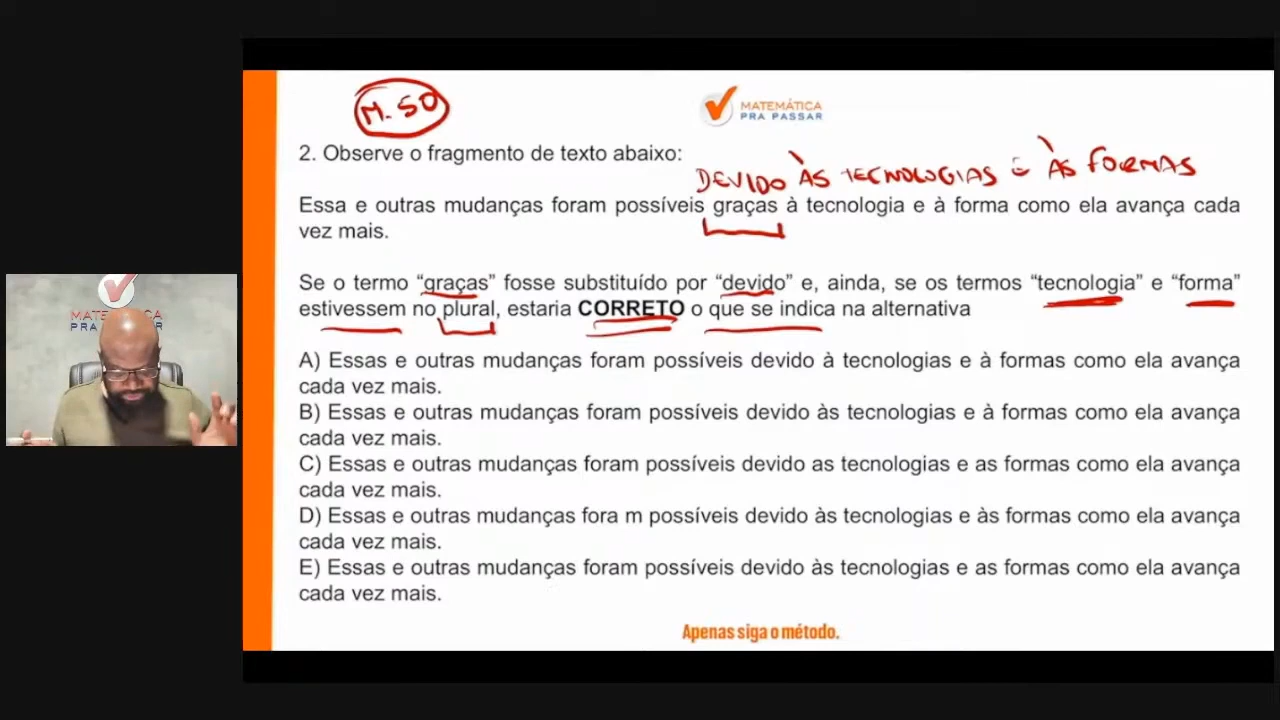 M. 50
MATEMÁTICA
PRA PASSAR
2. Observe o fragmento de texto abaixo:
DEVIDO ÀS TECNOLOGIAS E ÀS FORMAS
Essa e outras mudanças foram possíveis graças à tecnologia e à forma como ela avança cada
vez mais.
Se o termo “graças” fosse substituído por “devido” e, ainda, se os termos “tecnologia” e “forma”
estivessem no plural, estaria CORRETO o que se indica na alternativa
A) Essas e outras mudanças foram possíveis devido à tecnologias e à formas como ela avança
cada vez mais.
B) Essas e outras mudanças foram possíveis devido às tecnologias e à formas como ela avança
cada vez mais.
C) Essas e outras mudanças foram possíveis devido as tecnologias e as formas como ela avança
cada vez mais.
D) Essas e outras mudanças fora m possíveis devido às tecnologias e às formas como ela avança
cada vez mais.
E) Essas e outras mudanças foram possíveis devido às tecnologias e as formas como ela avança
cada vez mais.
Apenas siga o método.